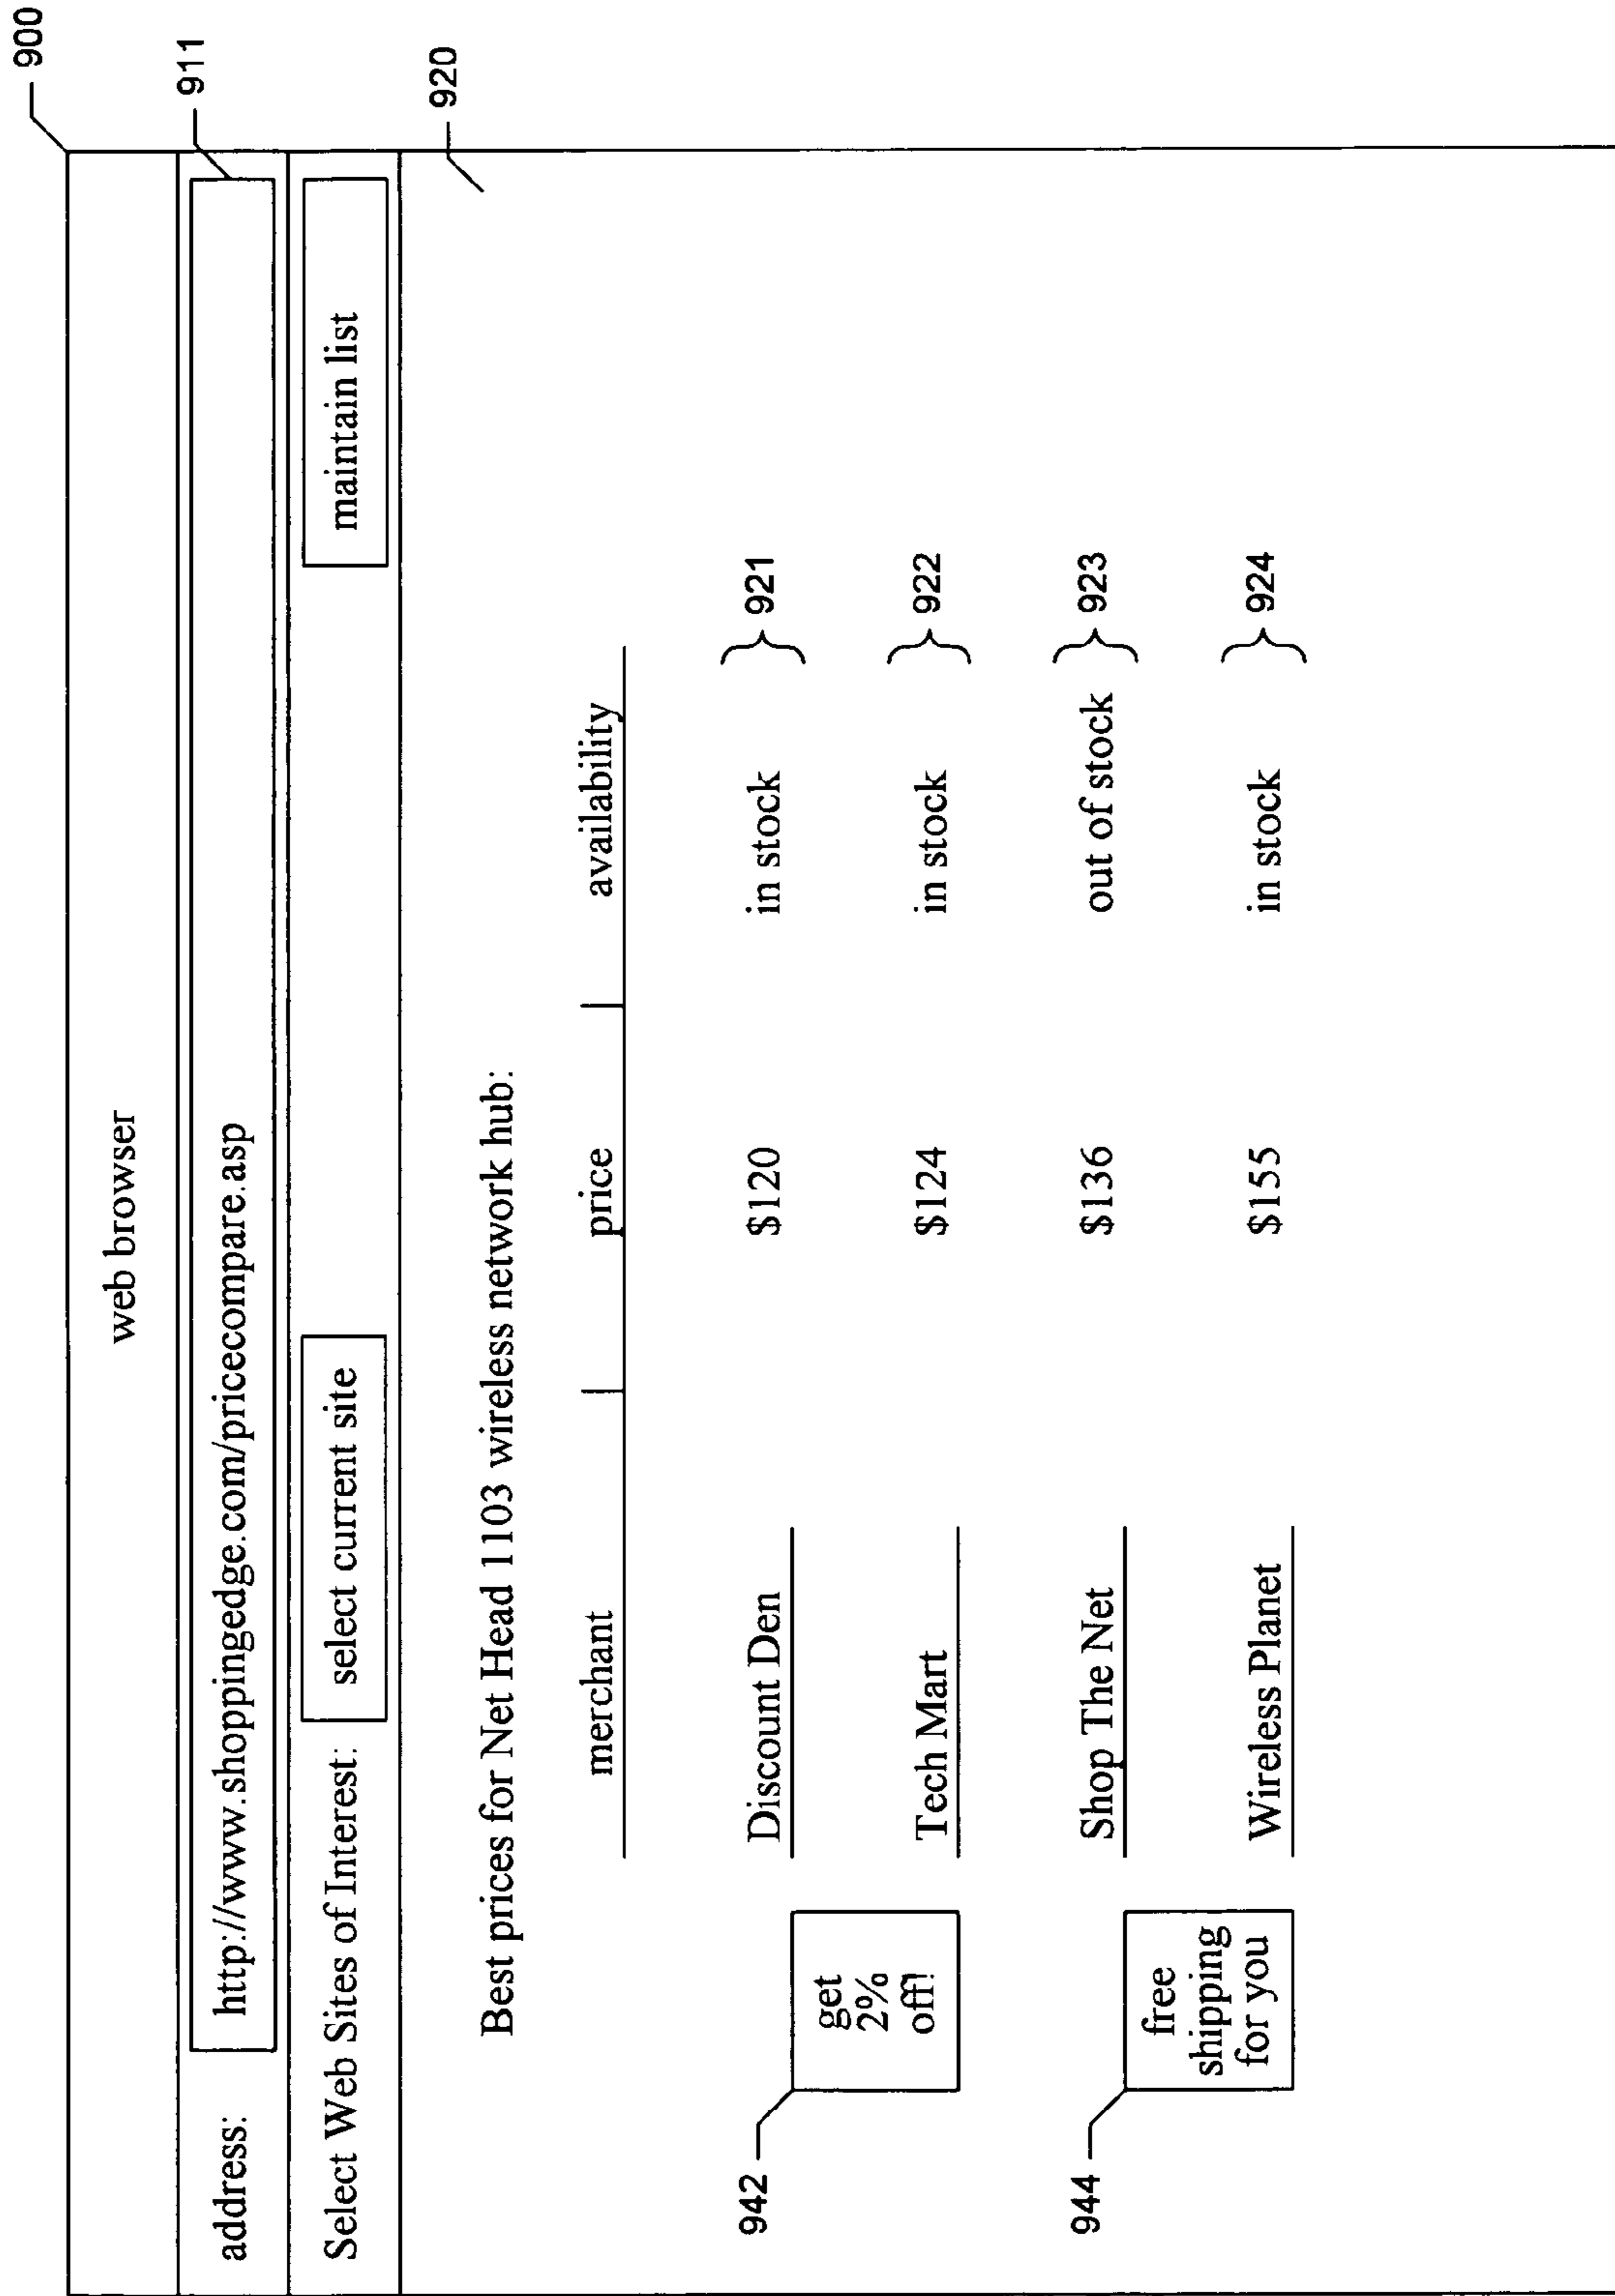 900
web browser
address: http://www.shoppingedge.com/pricecompare.asp
911
Select Web Sites of Interest: select current site maintain list
920
Best prices for Net Head 1103 wireless network hub:
merchant price availability
942
Discount Den $120 in stock 921
get
2%
off!
Tech Mart $124 in stock 922
944
Shop The Net $136 out of stock 923
free
shipping
for you
Wireless Planet $155 in stock 924